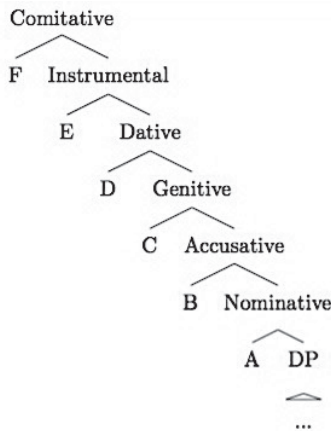 Comitative
F Instrumental
E Dative
D Genitive
C Accusative
B Nominative
A DP
...